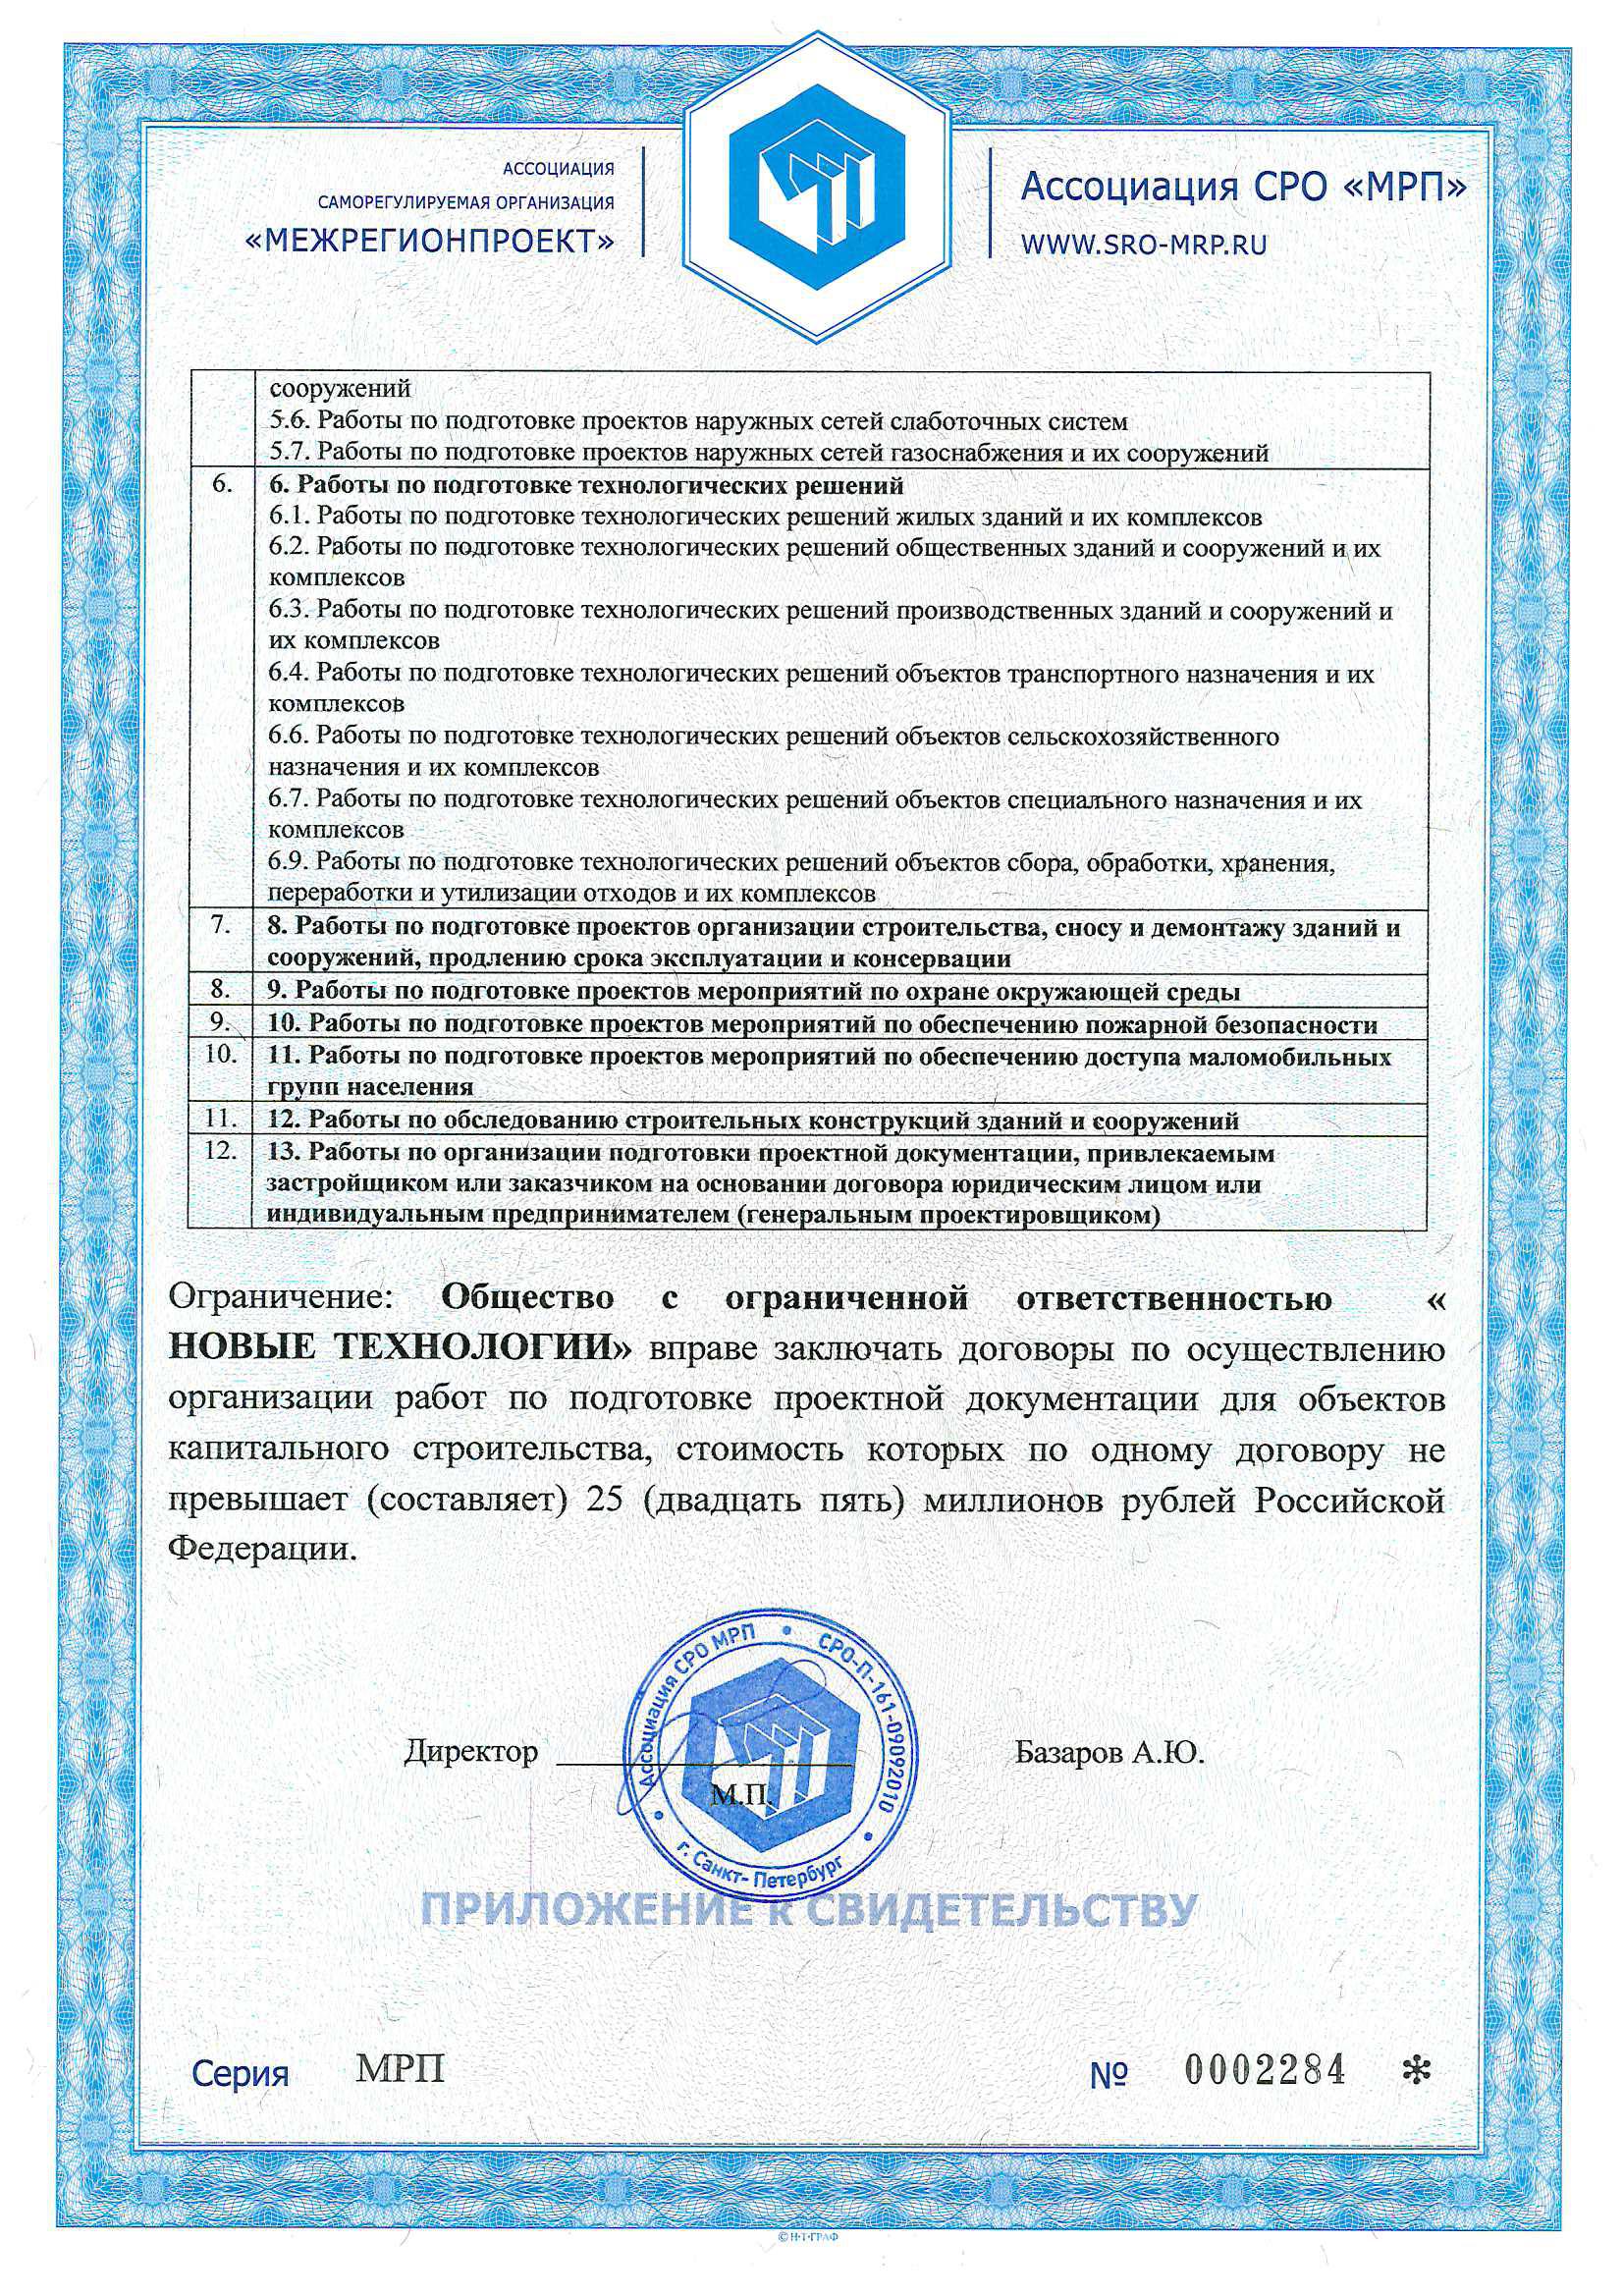 АССОЦИАЦИЯ
САМОРЕГУЛИРУЕМАЯ ОРГАНИЗАЦИЯ
«МЕЖРЕГИОНПРОЕКТ»
Ассоциация СРО «МРП»
WWW.SRO-MRP.RU
сооружений
5.6. Работы по подготовке проектов наружных сетей слаботочных систем
5.7. Работы по подготовке проектов наружных сетей газоснабжения и их сооружений
6. 6. Работы по подготовке технологических решений
6.1. Работы по подготовке технологических решений жилых зданий и их комплексов
6.2. Работы по подготовке технологических решений общественных зданий и сооружений и их
комплексов
6.3. Работы по подготовке технологических решений производственных зданий и сооружений и
их комплексов
6.4. Работы по подготовке технологических решений объектов транспортного назначения и их
комплексов
6.6. Работы по подготовке технологических решений объектов сельскохозяйственного
назначения и их комплексов
6.7. Работы по подготовке технологических решений объектов специального назначения и их
комплексов
6.9. Работы по подготовке технологических решений объектов сбора, обработки, хранения,
переработки и утилизации отходов и их комплексов
7. 8. Работы по подготовке проектов организации строительства, сносу и демонтажу зданий и
сооружений, продлению срока эксплуатации и консервации
8. 9. Работы по подготовке проектов мероприятий по охране окружающей среды
9. 10. Работы по подготовке проектов мероприятий по обеспечению пожарной безопасности
10. 11. Работы по подготовке проектов мероприятий по обеспечению доступа маломобильных
групп населения
11. 12. Работы по обследованию строительных конструкций зданий и сооружений
12. 13. Работы по организации подготовки проектной документации, привлекаемым
застройщиком или заказчиком на основании договора юридическим лицом или
индивидуальным предпринимателем (генеральным проектировщиком)
Ограничение: Общество с ограниченной ответственностью «
НОВЫЕ ТЕХНОЛОГИИ» вправе заключать договоры по осуществлению
организации работ по подготовке проектной документации для объектов
капитального строительства, стоимость которых по одному договору не
превышает (составляет) 25 (двадцать пять) миллионов рублей Российской
Федерации.
Ассоциация СРО МРП • СРО-П-161-09092010 •
г. Санкт-Петербург •
Директор
Базаров А.Ю.
М.П.
ПРИЛОЖЕНИЕ К СВИДЕТЕЛЬСТВУ
Серия МРП
№ 0002284 *
© Н·Т·ГРАФ